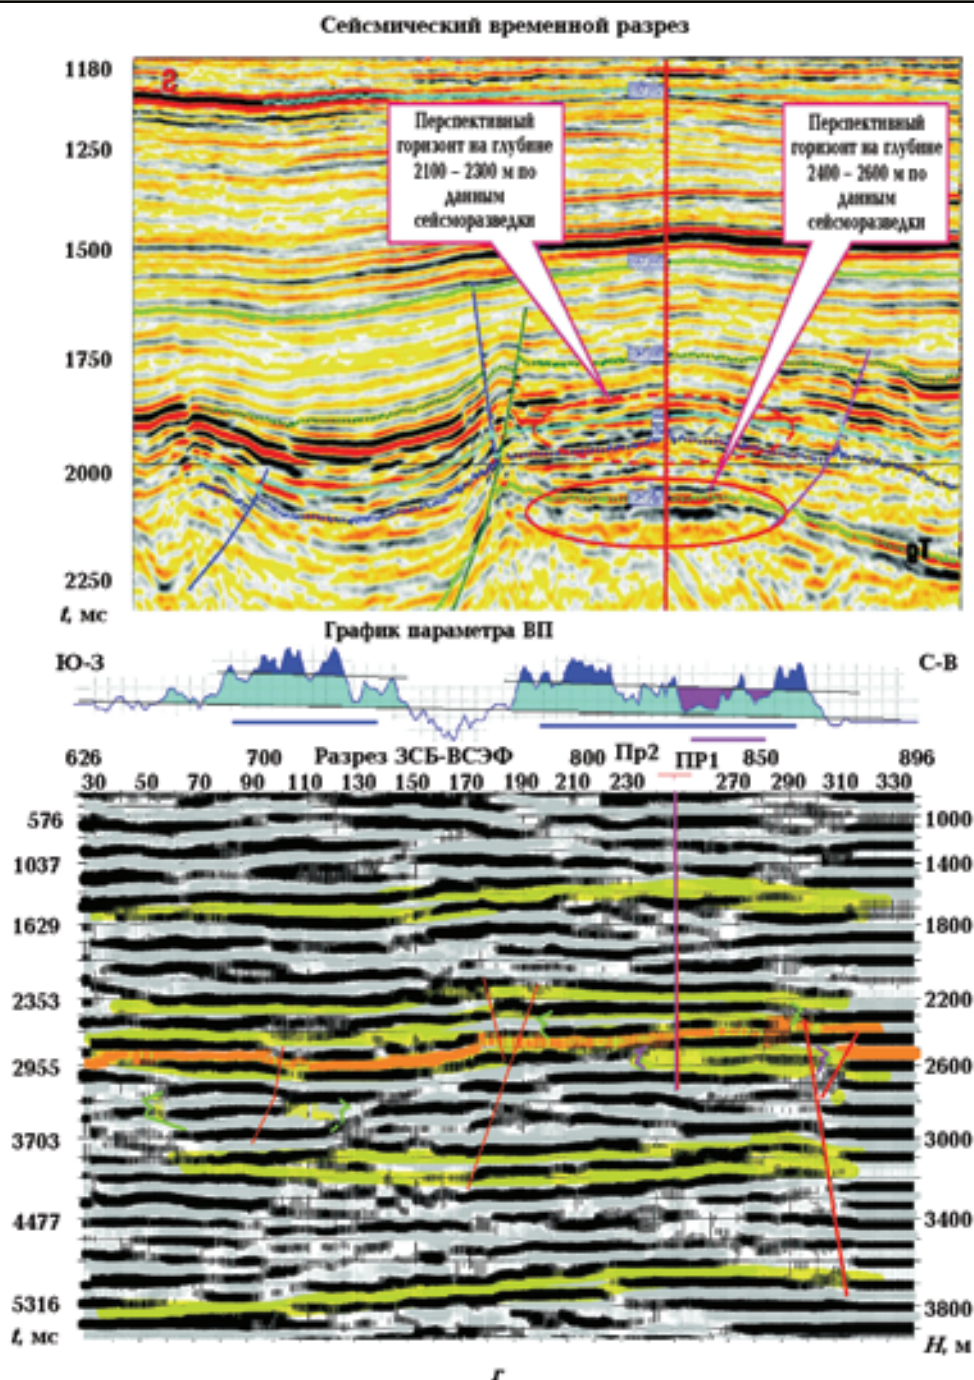 Сейсмический временной разрез
1180
1250
1500
1750
2000
2250
t, мс
Перспективный
горизонт на глубине
2100 – 2300 м по
данным
сейсморазведки
Перспективный
горизонт на глубине
2400 – 2600 м по
данным
сейсморазведки
График параметра ВП
Ю-З
С-В
626 700 Разрез ЗСБ-ВСЭФ 800 Пр2 ПР1 850 896
30 50 70 90 110 130 150 170 190 210 230 270 290 310 330
576
1037
1629
2353
2955
3703
4477
5316
t, мс
1000
1400
1800
2200
2600
3000
3400
3800
H, м
г